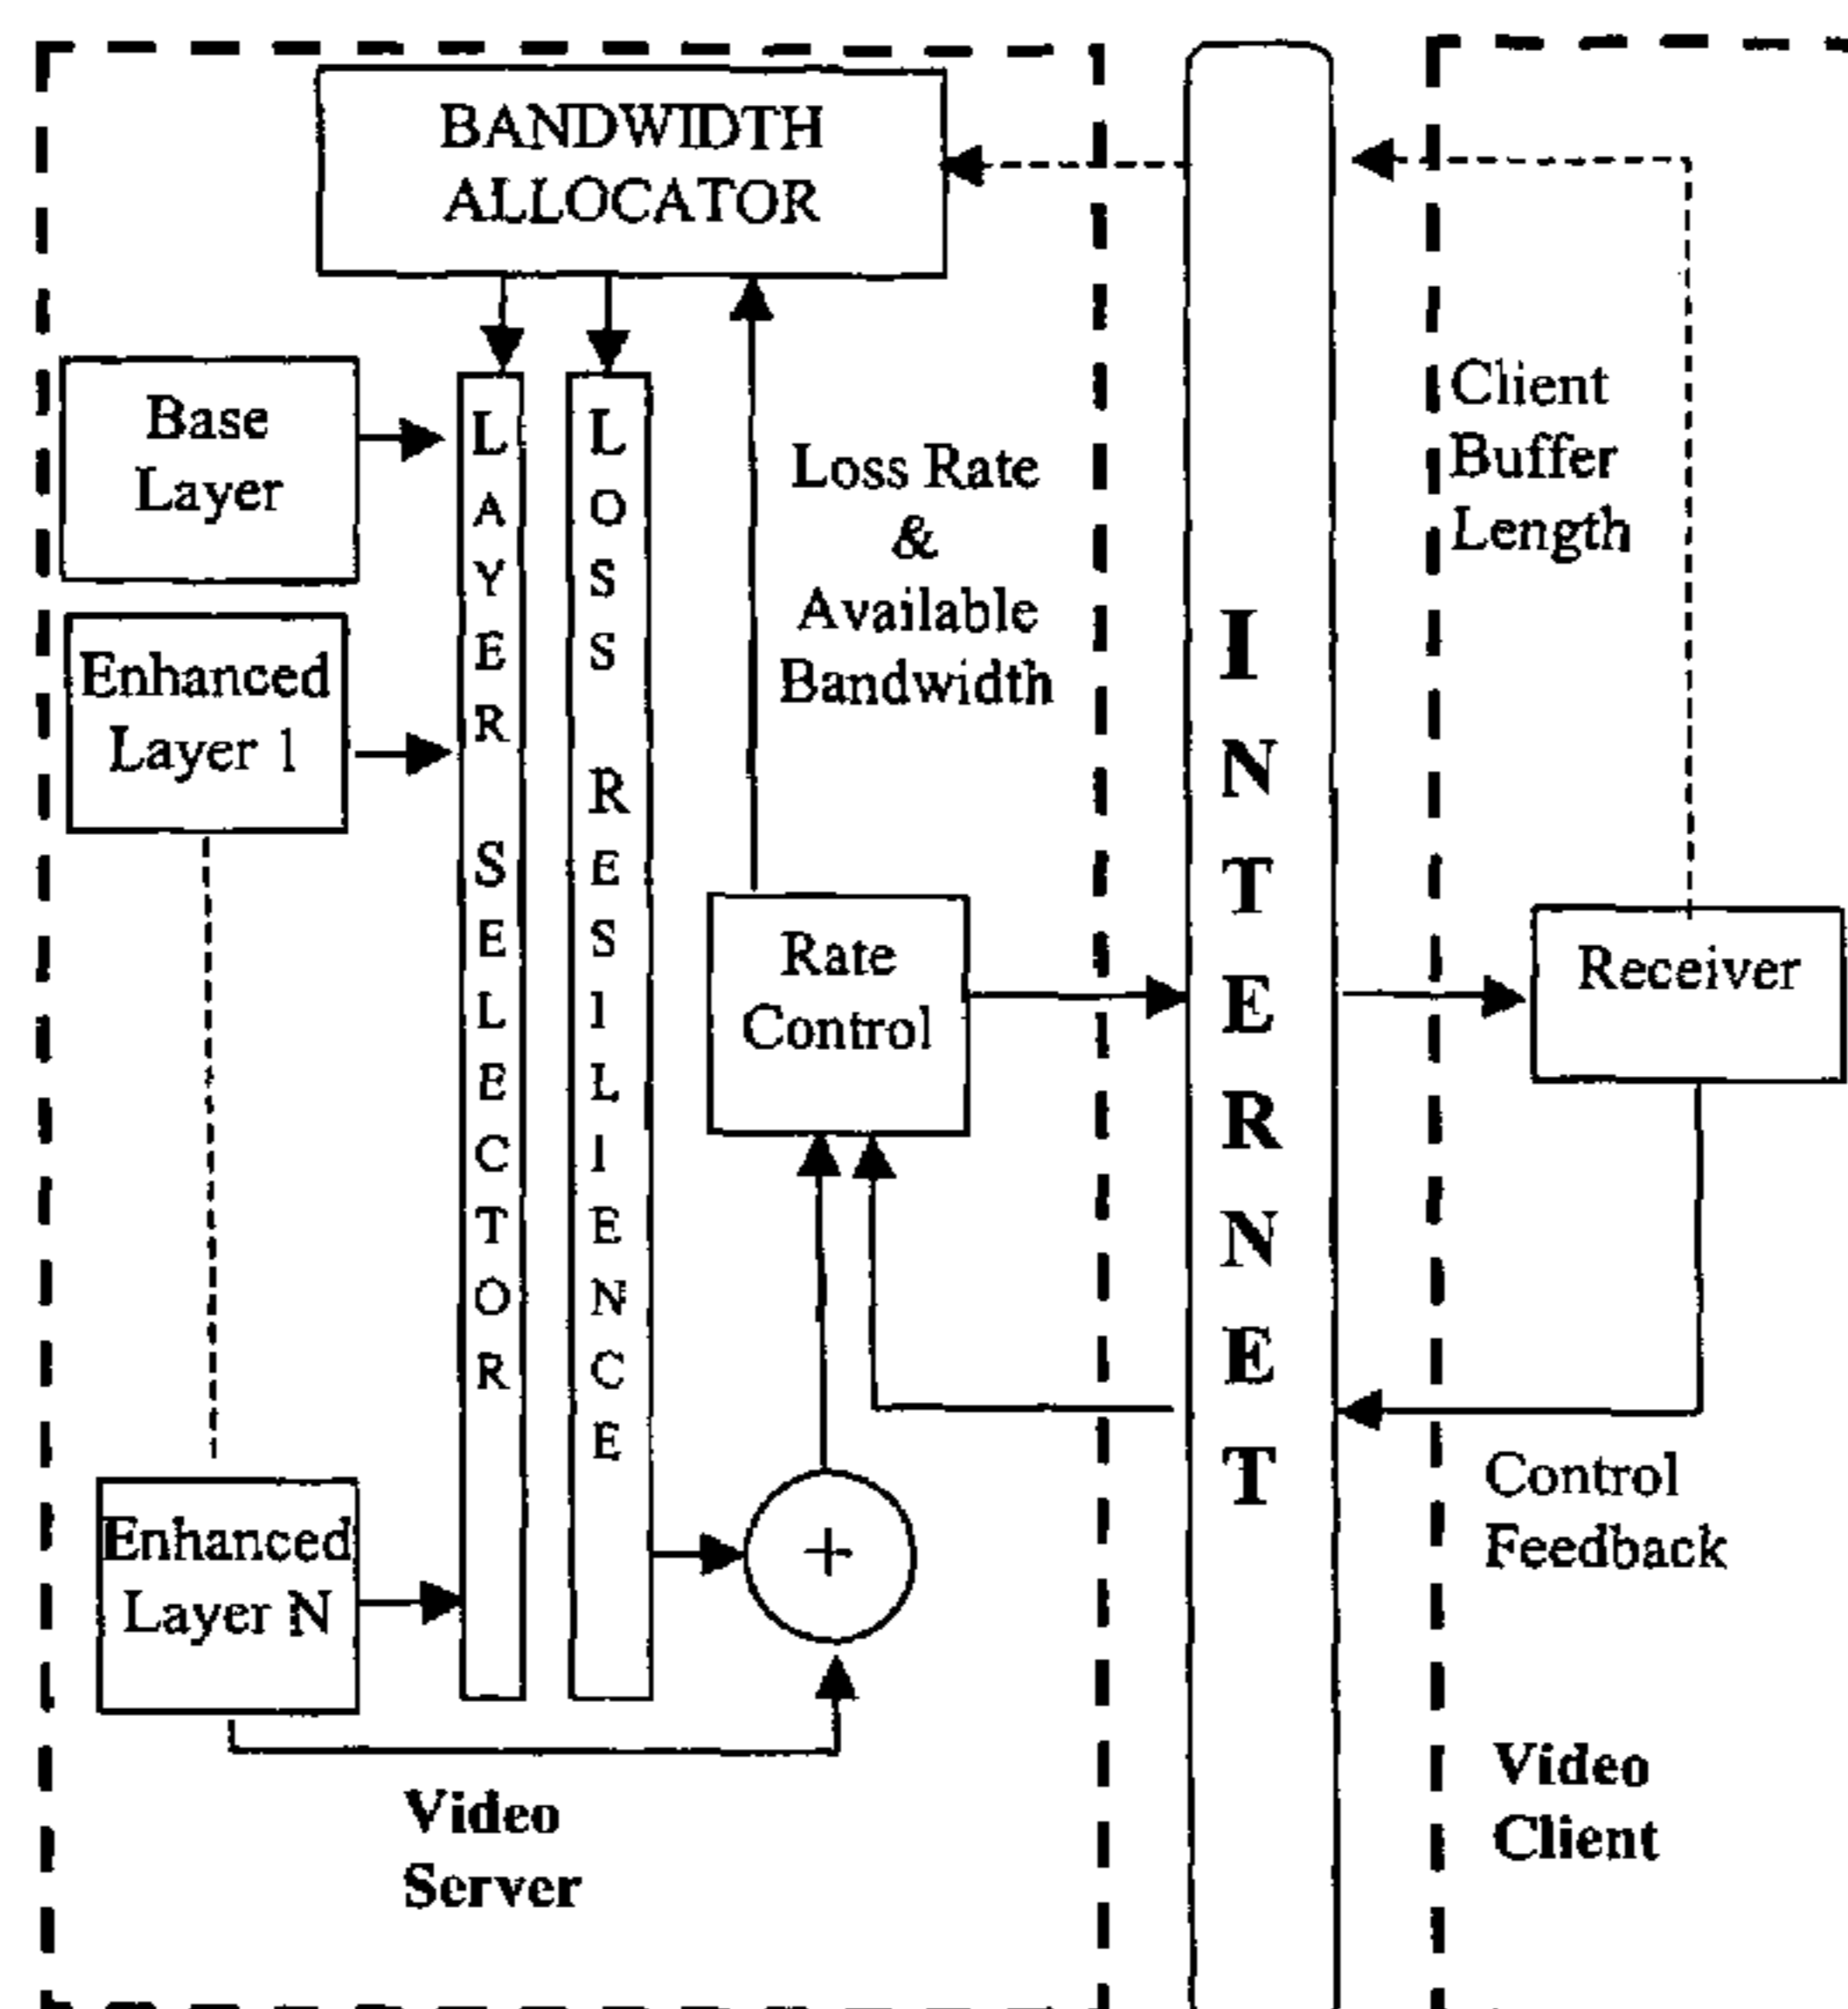 BANDWIDTH
ALLOCATOR
Base
Layer
Enhanced
Layer 1
Enhanced
Layer N
LAYER SELECTOR
LOSS RESILIENCE
Loss Rate
&
Available
Bandwidth
Rate
Control
+
Video
Server
INTERNET
Client
Buffer
Length
Receiver
Control
Feedback
Video
Client